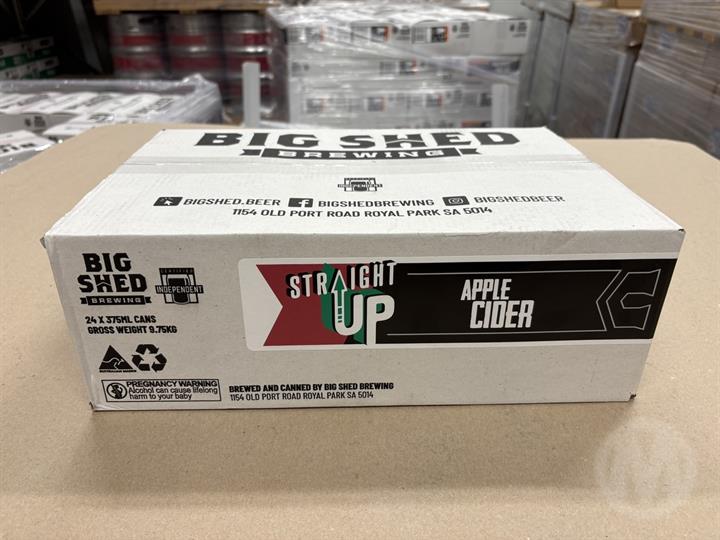 BIG SHED
BREWING
CERTIFIED
INDEPENDENT
BIGSHED.BEER BIGSHEDBREWING BIGSHEDBEER
1154 OLD PORT ROAD ROYAL PARK SA 5014
BIG
SHED
BREWING
CERTIFIED
INDEPENDENT
24 X 375ML CANS
GROSS WEIGHT 9.75KG
STRAIGHT
UP
APPLE
CIDER
PREGNANCY WARNING
Alcohol can cause lifelong
harm to your baby
BREWED AND CANNED BY BIG SHED BREWING
1154 OLD PORT ROAD ROYAL PARK SA 5014